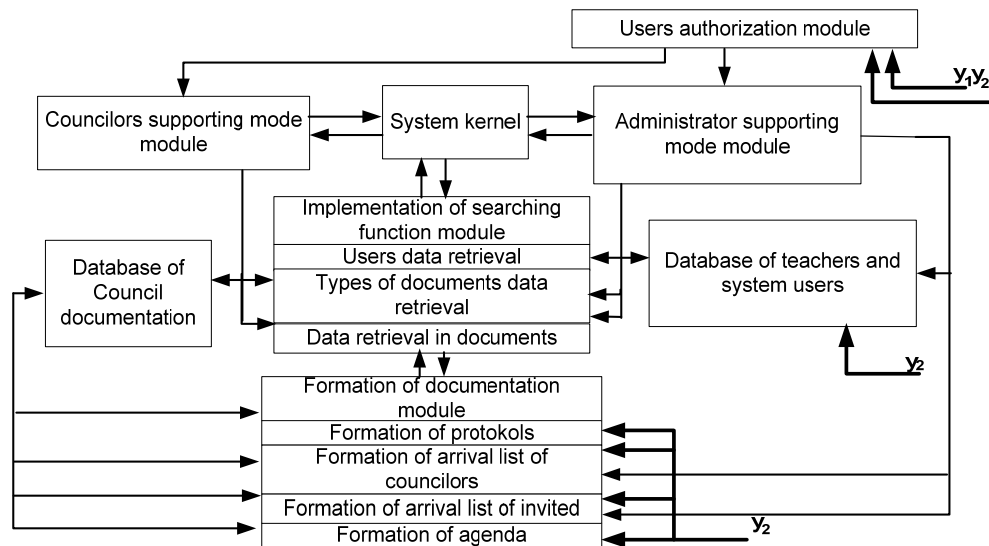 Users authorization module
y₁y₂
Councilors supporting mode
module
System kernel
Administrator supporting
mode module
Implementation of searching
function module
Users data retrieval
Types of documents data
retrieval
Data retrieval in documents
Database of
Council
documentation
Database of teachers and
system users
y₂
Formation of documentation
module
Formation of protokols
Formation of arrival list of
councilors
Formation of arrival list of invited
Formation of agenda
y₂